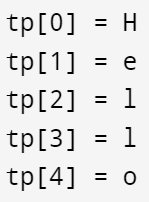 tp[0] = H
tp[1] = e
tp[2] = l
tp[3] = l
tp[4] = o